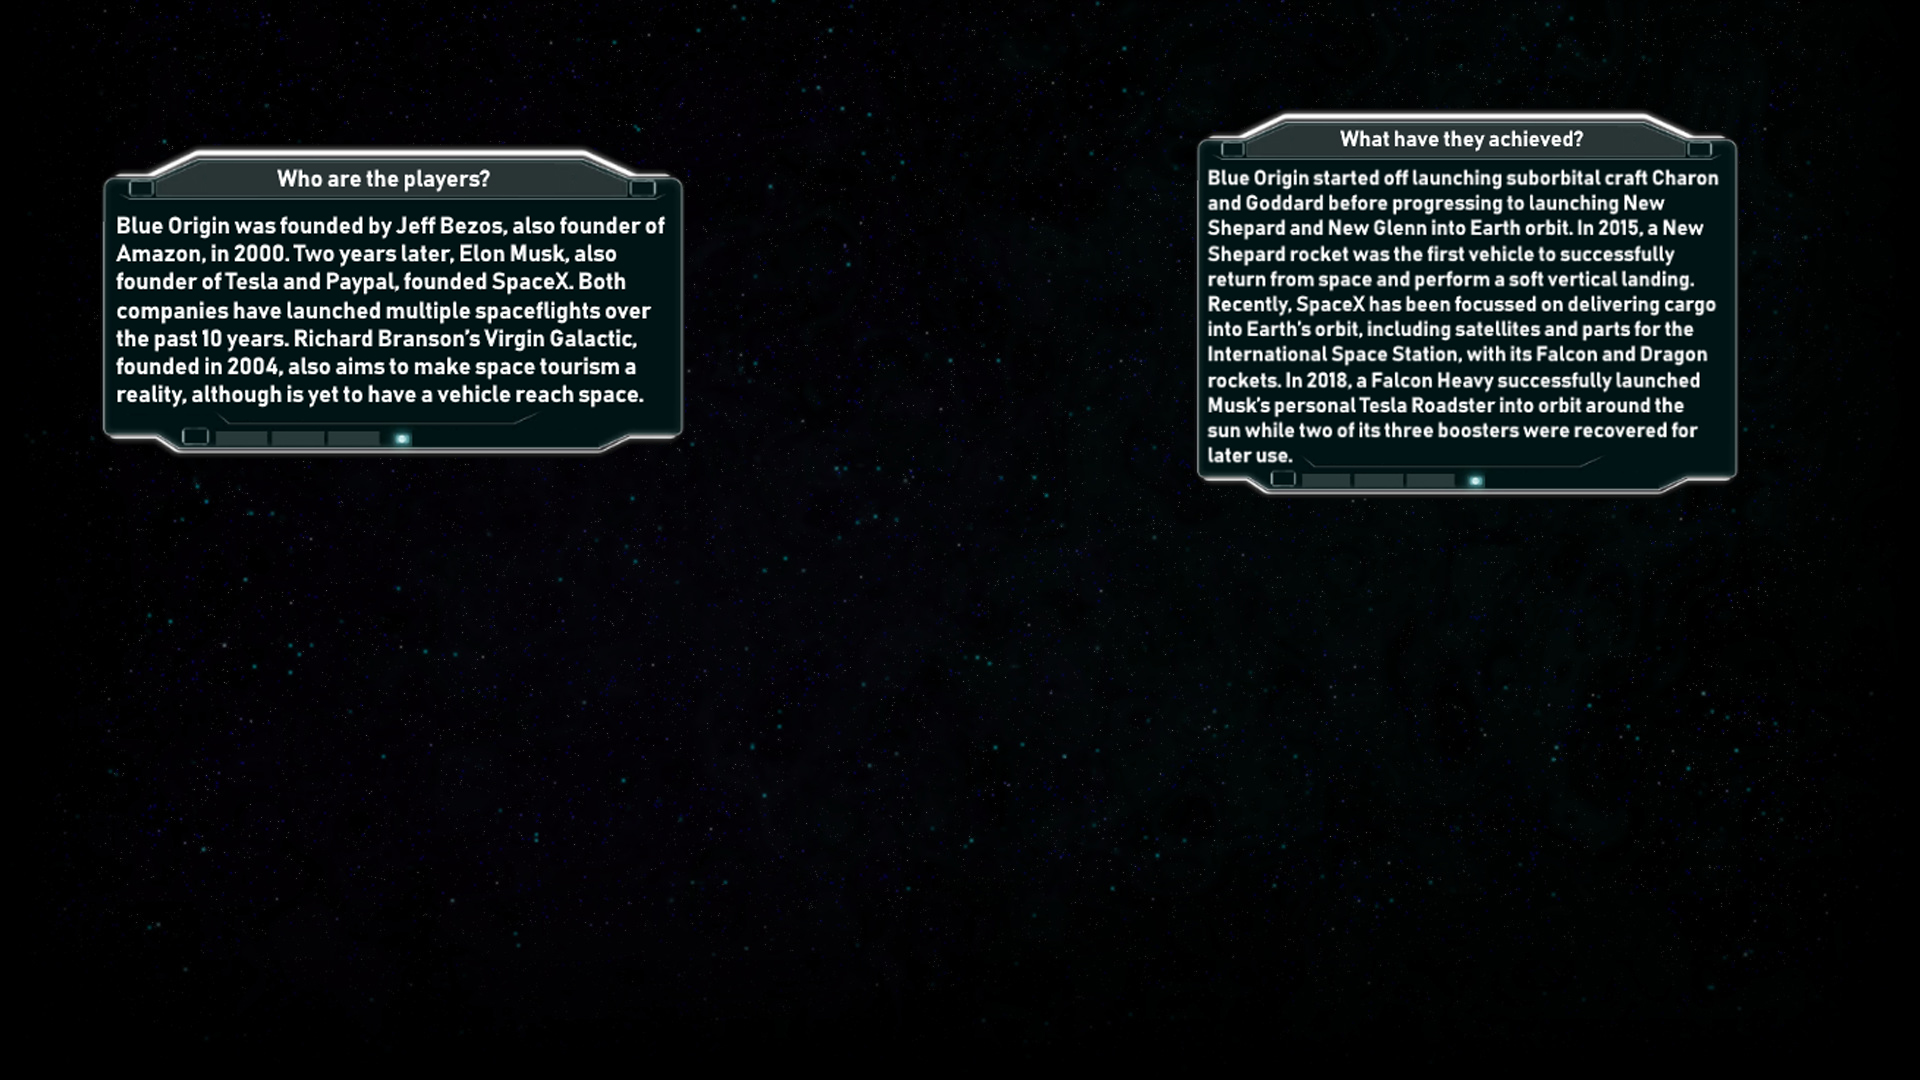 Who are the players?
Blue Origin was founded by Jeff Bezos, also founder of
Amazon, in 2000. Two years later, Elon Musk, also
founder of Tesla and Paypal, founded SpaceX. Both
companies have launched multiple spaceflights over
the past 10 years. Richard Branson's Virgin Galactic,
founded in 2004, also aims to make space tourism a
reality, although is yet to have a vehicle reach space.
What have they achieved?
Blue Origin started off launching suborbital craft Charon
and Goddard before progressing to launching New
Shepard and New Glenn into Earth orbit. In 2015, a New
Shepard rocket was the first vehicle to successfully
return from space and perform a soft vertical landing.
Recently, SpaceX has been focussed on delivering cargo
into Earth's orbit, including satellites and parts for the
International Space Station, with its Falcon and Dragon
rockets. In 2018, a Falcon Heavy successfully launched
Musk's personal Tesla Roadster into orbit around the
sun while two of its three boosters were recovered for
later use.